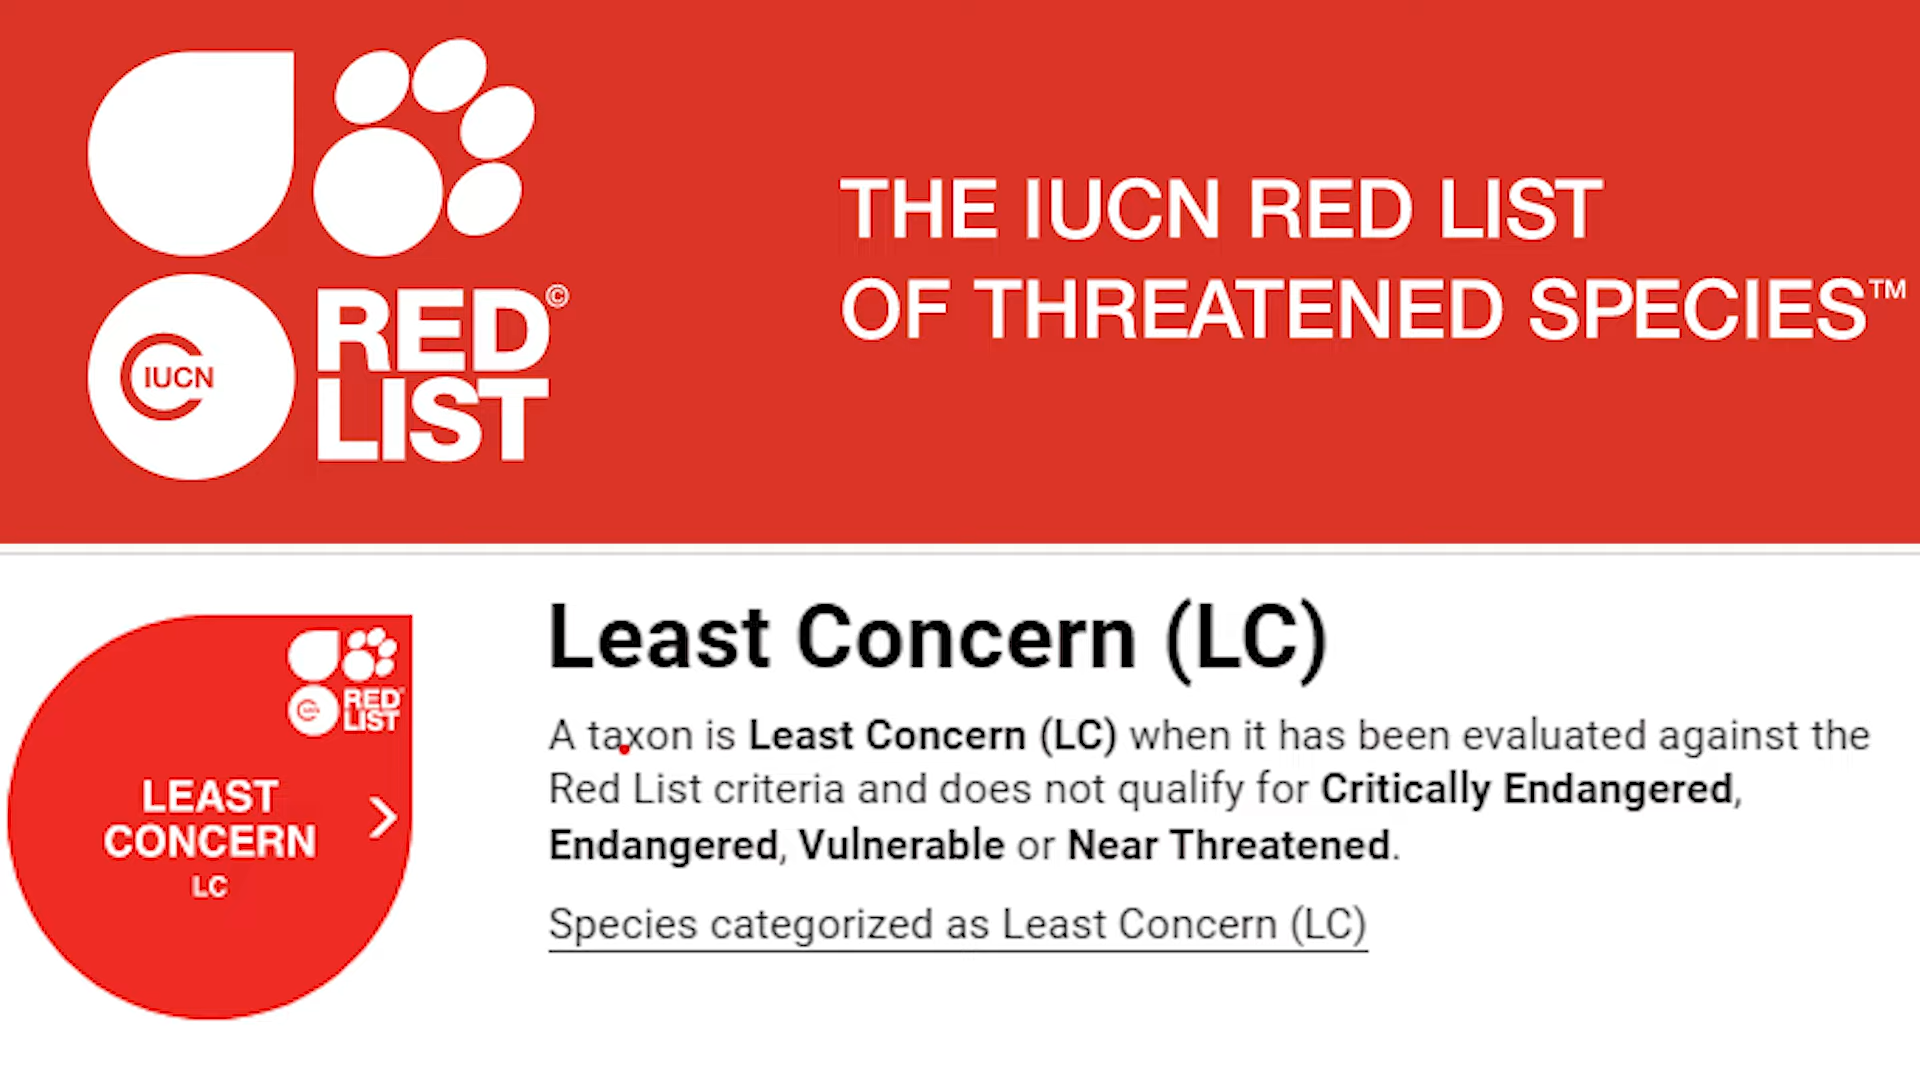 THE IUCN RED LIST
OF THREATENED SPECIES™
IUCN
RED©
LIST
Least Concern (LC)
A taxon is Least Concern (LC) when it has been evaluated against the
Red List criteria and does not qualify for Critically Endangered,
Endangered, Vulnerable or Near Threatened.
Species categorized as Least Concern (LC)
RED
LIST
LEAST
CONCERN
LC